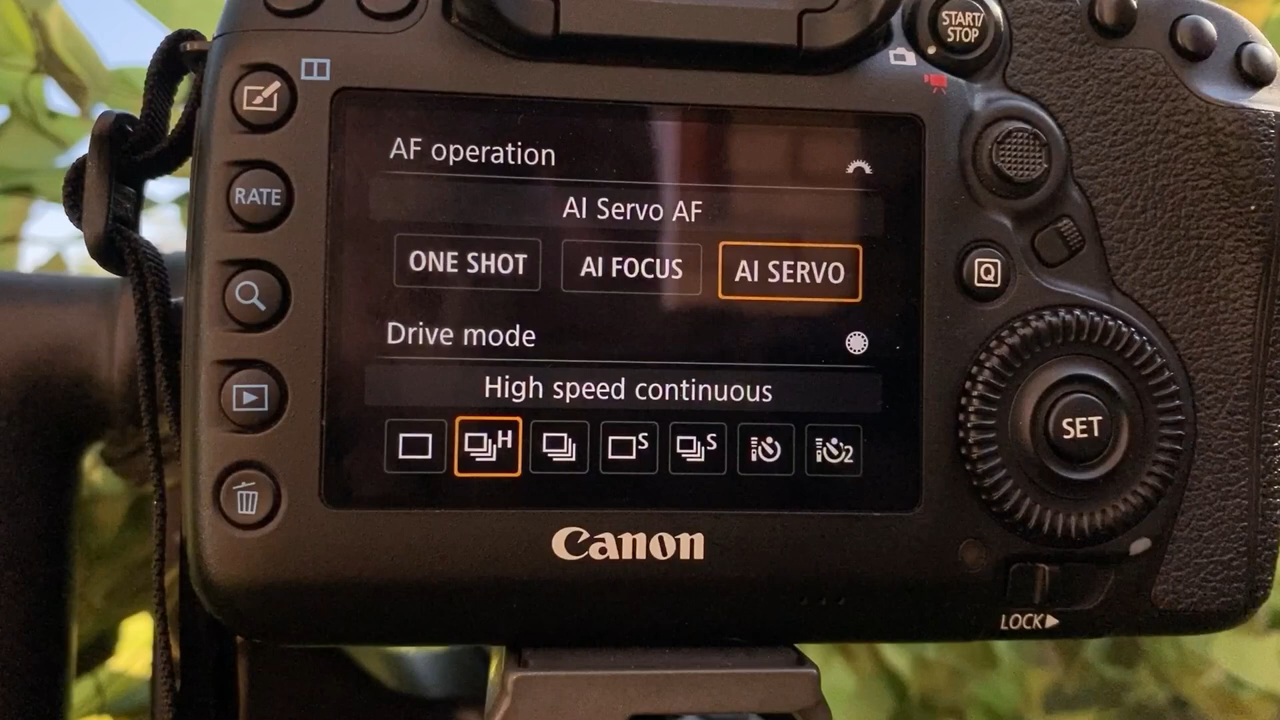 START/
STOP
RATE
AF operation
AI Servo AF
ONE SHOT AI FOCUS AI SERVO
Q
Drive mode
High speed continuous
H S S 2
SET
Canon
LOCK